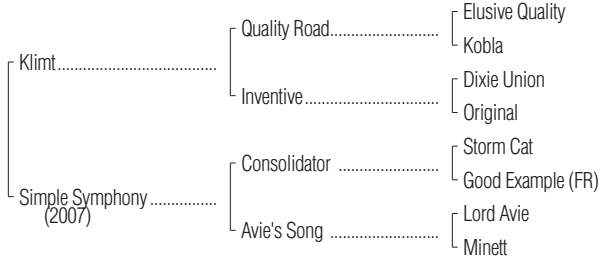 Elusive Quality
Quality Road..............................
Kobla
Klimt.......................................
Dixie Union
Inventive....................................
Original
Storm Cat
Consolidator ...........................
Good Example (FR)
Simple Symphony ................
(2007)
Lord Avie
Avie's Song .............................
Minett